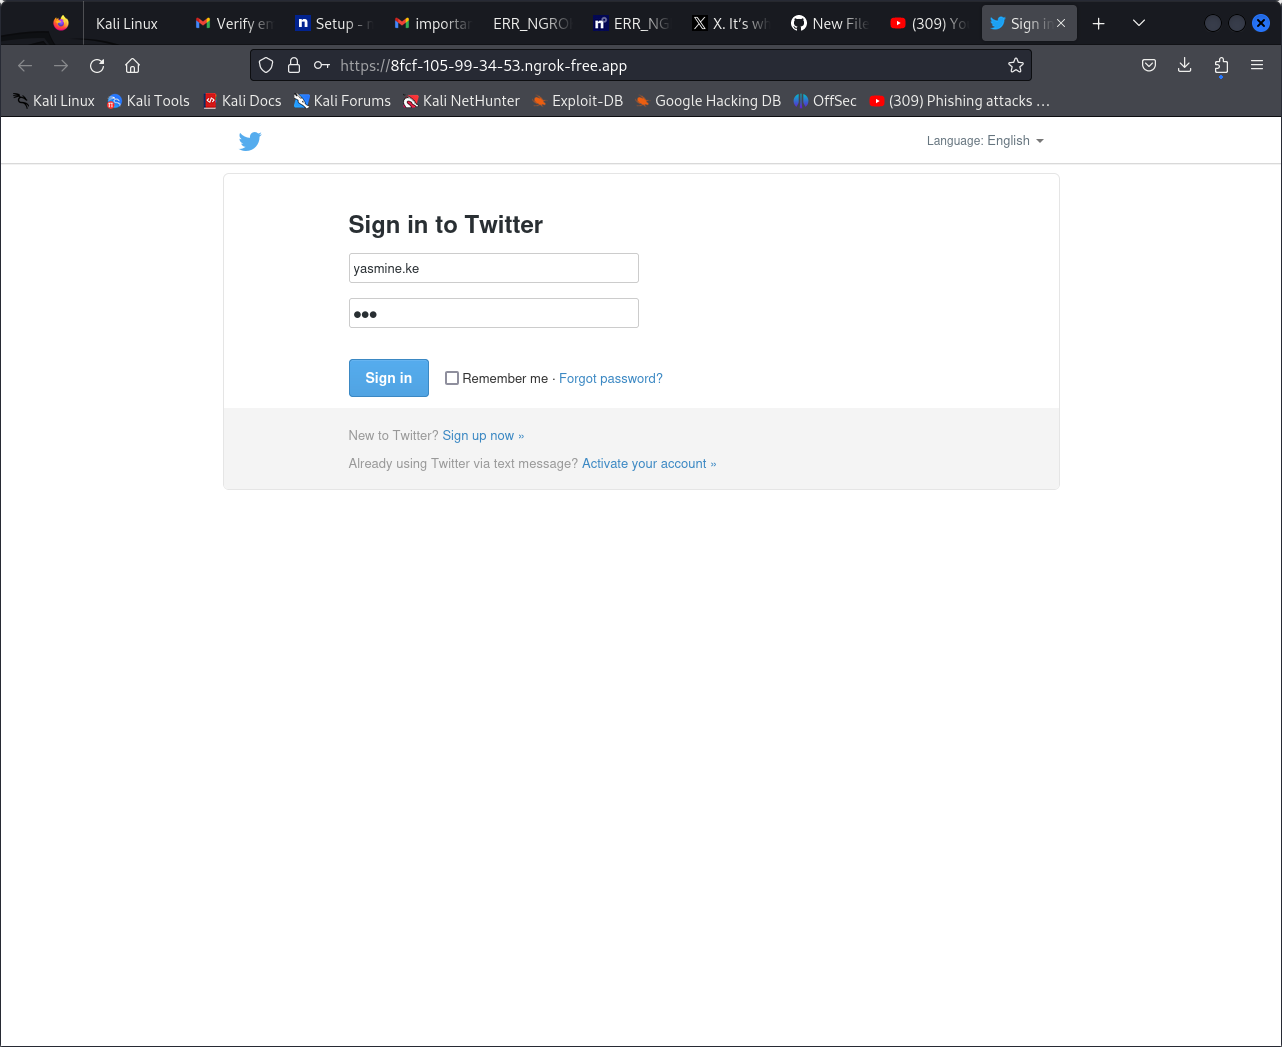 Kali Linux
Verify en
Setup - n
importan
ERR_NGRO
ERR_NG
X. It's wh
New File
(309) Yo
Sign in
https://8fcf-105-99-34-53.ngrok-free.app
Kali Linux
Kali Tools
Kali Docs
Kali Forums
Kali NetHunter
Exploit-DB
Google Hacking DB
OffSec
(309) Phishing attacks …
Language: English
Sign in to Twitter
yasmine.ke
Sign in
Remember me · Forgot password?
New to Twitter? Sign up now »
Already using Twitter via text message? Activate your account »